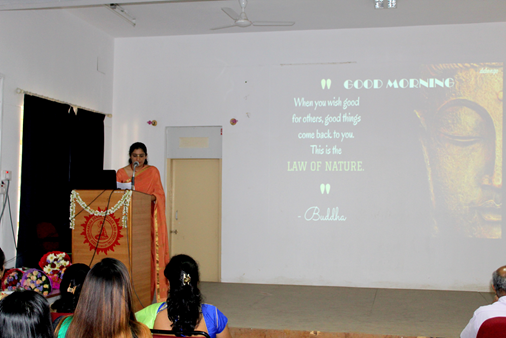 GOOD MORNING
When you wish good
for others, good things
come back to you.
This is the
LAW OF NATURE.
- Buddha